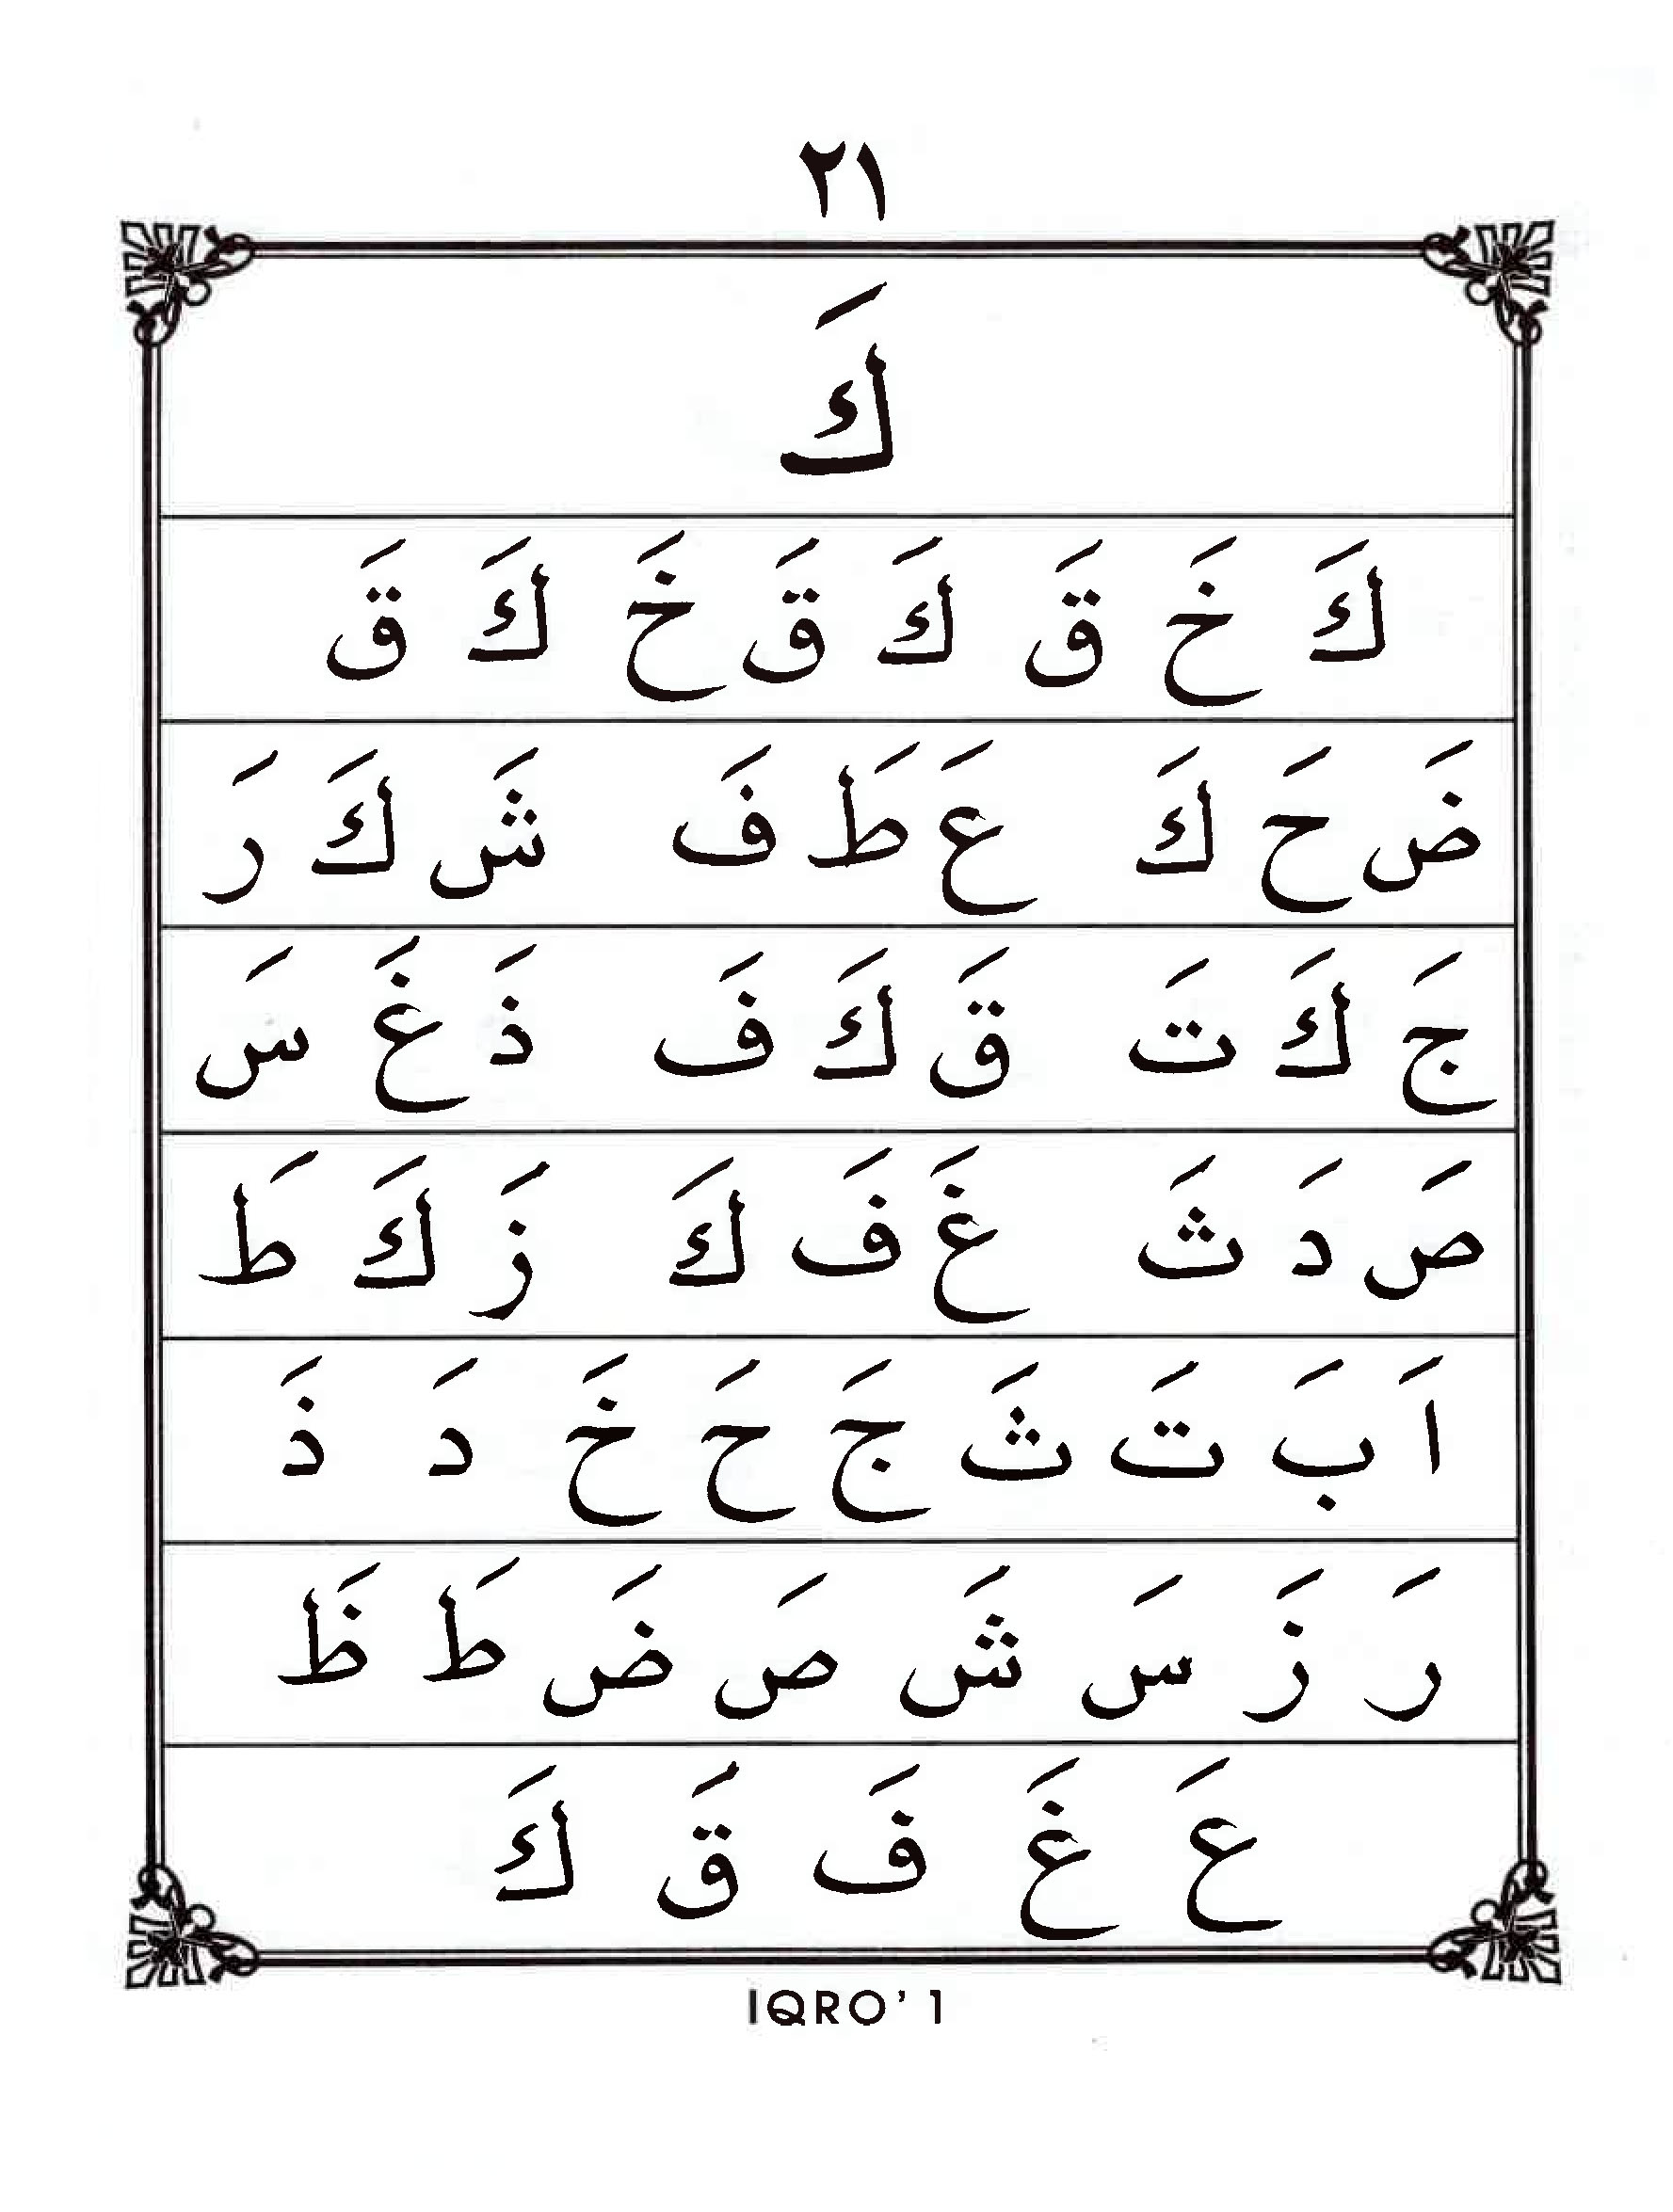 ٢١
كَ
كَ خَ قَ كَ قَ خَ كَ قَ
ضَ حَ كَ عَ طَ فَ شَ كَ رَ
جَ كَ تَ قَ كَ فَ ذَ غَ سَ
صَ دَ ثَ غَ فَ كَ زَ كَ طَ
اَ بَ تَ ثَ جَ حَ خَ دَ ذَ
رَ زَ سَ شَ صَ ضَ طَ ظَ
عَ غَ فَ قَ كَ
IQRO' 1